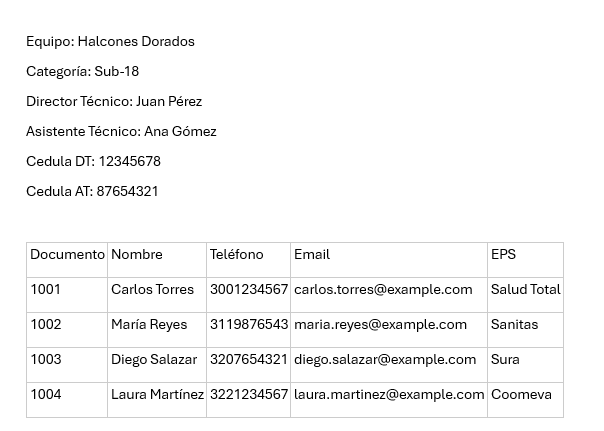 Equipo: Halcones Dorados
Categoría: Sub-18
Director Técnico: Juan Pérez
Asistente Técnico: Ana Gómez
Cedula DT: 12345678
Cedula AT: 87654321
Documento Nombre Teléfono Email EPS
1001 Carlos Torres 3001234567 carlos.torres@example.com Salud Total
1002 María Reyes 3119876543 maria.reyes@example.com Sanitas
1003 Diego Salazar 3207654321 diego.salazar@example.com Sura
1004 Laura Martínez 3221234567 laura.martinez@example.com Coomeva